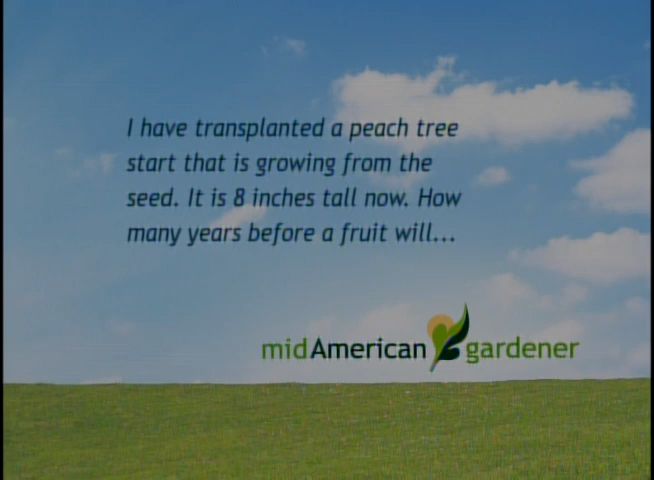 I have transplanted a peach tree
start that is growing from the
seed. It is 8 inches tall now. How
many years before a fruit will...
midAmerican gardener